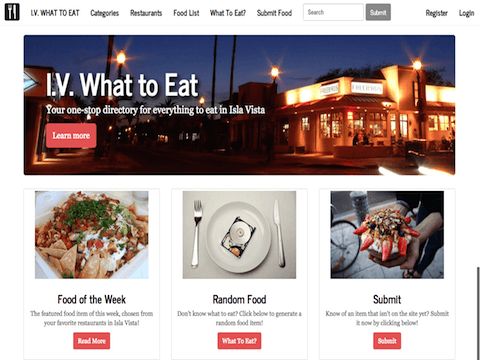 I.V. WHAT TO EAT Categories Restaurants Food List What To Eat? Submit Food Search Submit Register Login
I.V. What to Eat
Your one-stop directory for everything to eat in Isla Vista
Learn more
Food of the Week
The featured food item of this week, chosen from
your favorite restaurants in Isla Vista!
Read More
Random Food
Don't know what to eat? Click below to generate a
random food item!
What To Eat?
Submit
Know of an item that isn't on the site yet? Submit
it now by clicking below!
Submit